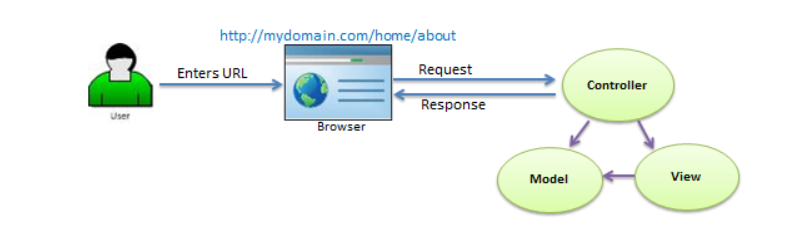 http://mydomain.com/home/about
Enters URL
Request
Response
Controller
User
Browser
Model
View